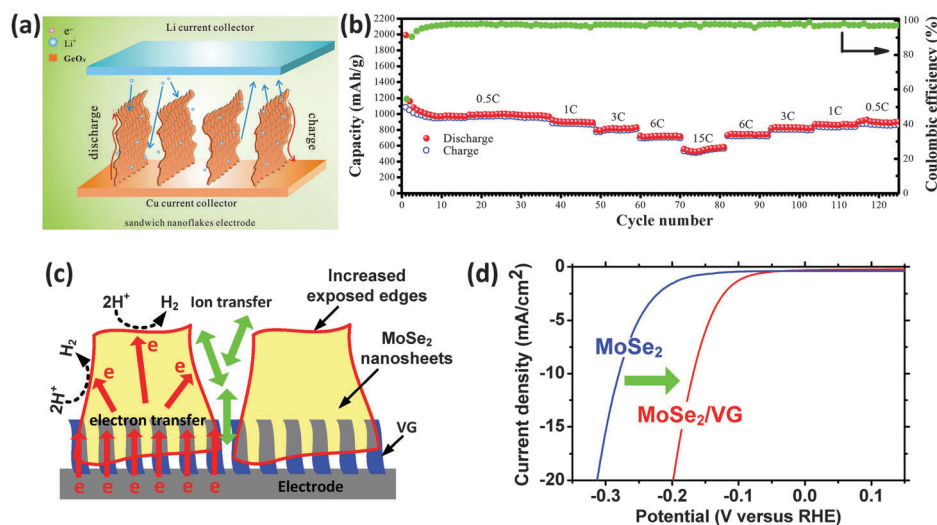 (a)
e⁻
Li⁺
GeOₓ
Li current collector
discharge
charge
Cu current collector
sandwich nanoflakes electrode
(b)
Capacity (mAh/g)
2200
2000
1800
1600
1400
1200
1000
800
600
400
200
0
0.5C
1C
3C
6C
15C
6C
3C
1C
0.5C
Discharge
Charge
100
80
60
40
20
0
Coulombic efficiency (%)
0 10 20 30 40 50 60 70 80 90 100 110 120
Cycle number
(c)
2H⁺
H₂
Ion transfer
Increased
exposed edges
H₂
2H⁺
e
e
e
MoSe₂
nanosheets
electron transfer
VG
Electrode
e e e e e e
(d)
Current density (mA/cm²)
0
-5
-10
-15
-20
MoSe₂
MoSe₂/VG
-0.3 -0.2 -0.1 0.0 0.1
Potential (V versus RHE)